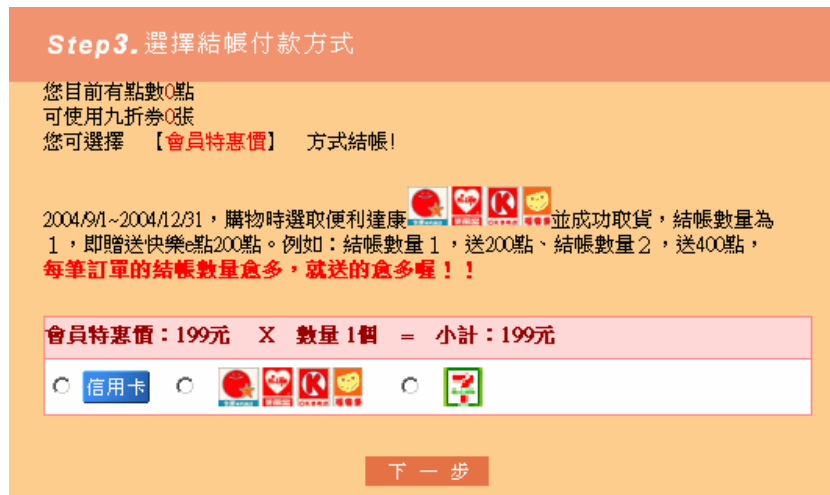 Step3.選擇結帳付款方式
您目前有點數0點
可使用九折券0張
您可選擇 【會員特惠價】 方式結帳!
2004/9/1~2004/12/31，購物時選取便利達康 並成功取貨，結帳數量為
１，即贈送快樂e點200點。例如：結帳數量１，送200點、結帳數量２，送400點，
每筆訂單的結帳數量愈多，就送的愈多喔！！
會員特惠價：199元 X 數量 1個 = 小計：199元
信用卡
下一步